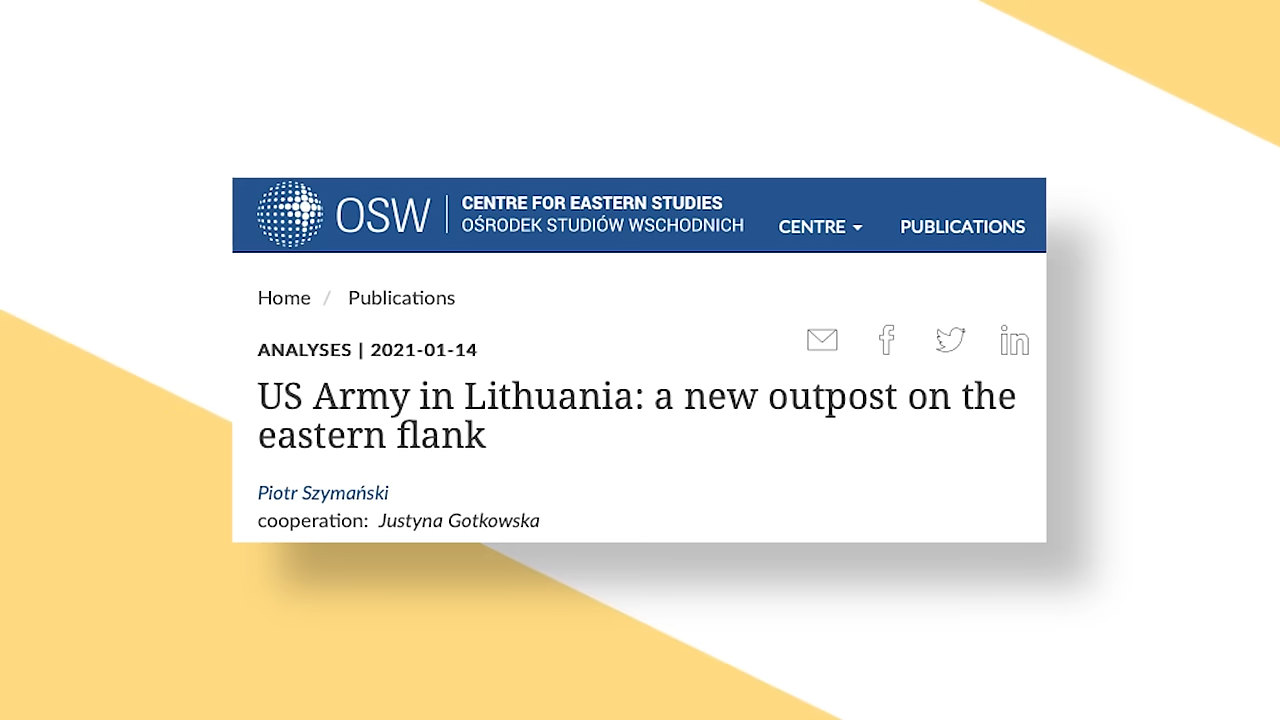 OSW
CENTRE FOR EASTERN STUDIES
OŚRODEK STUDIÓW WSCHODNICH
CENTRE
PUBLICATIONS
Home / Publications
ANALYSES | 2021-01-14
US Army in Lithuania: a new outpost on the
eastern flank
Piotr Szymański
cooperation: Justyna Gotkowska